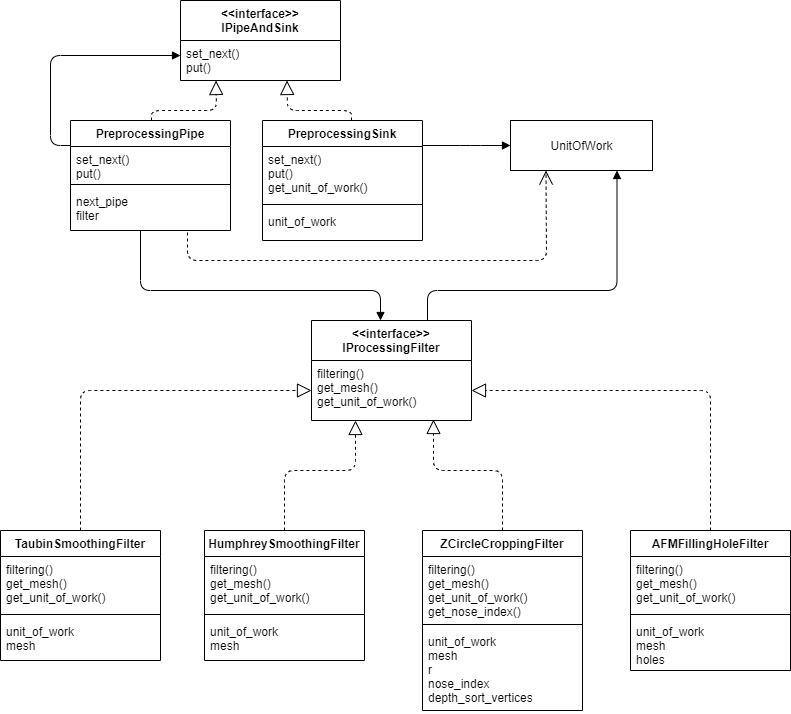 <<interface>>
IPipeAndSink
set_next()
put()
PreprocessingPipe
set_next()
put()
next_pipe
filter
PreprocessingSink
set_next()
put()
get_unit_of_work()
unit_of_work
UnitOfWork
<<interface>>
IProcessingFilter
filtering()
get_mesh()
get_unit_of_work()
TaubinSmoothingFilter
filtering()
get_mesh()
get_unit_of_work()
unit_of_work
mesh
HumphreySmoothingFilter
filtering()
get_mesh()
get_unit_of_work()
unit_of_work
mesh
ZCircleCroppingFilter
filtering()
get_mesh()
get_unit_of_work()
get_nose_index()
unit_of_work
mesh
r
nose_index
depth_sort_vertices
AFMFillingHoleFilter
filtering()
get_mesh()
get_unit_of_work()
unit_of_work
mesh
holes